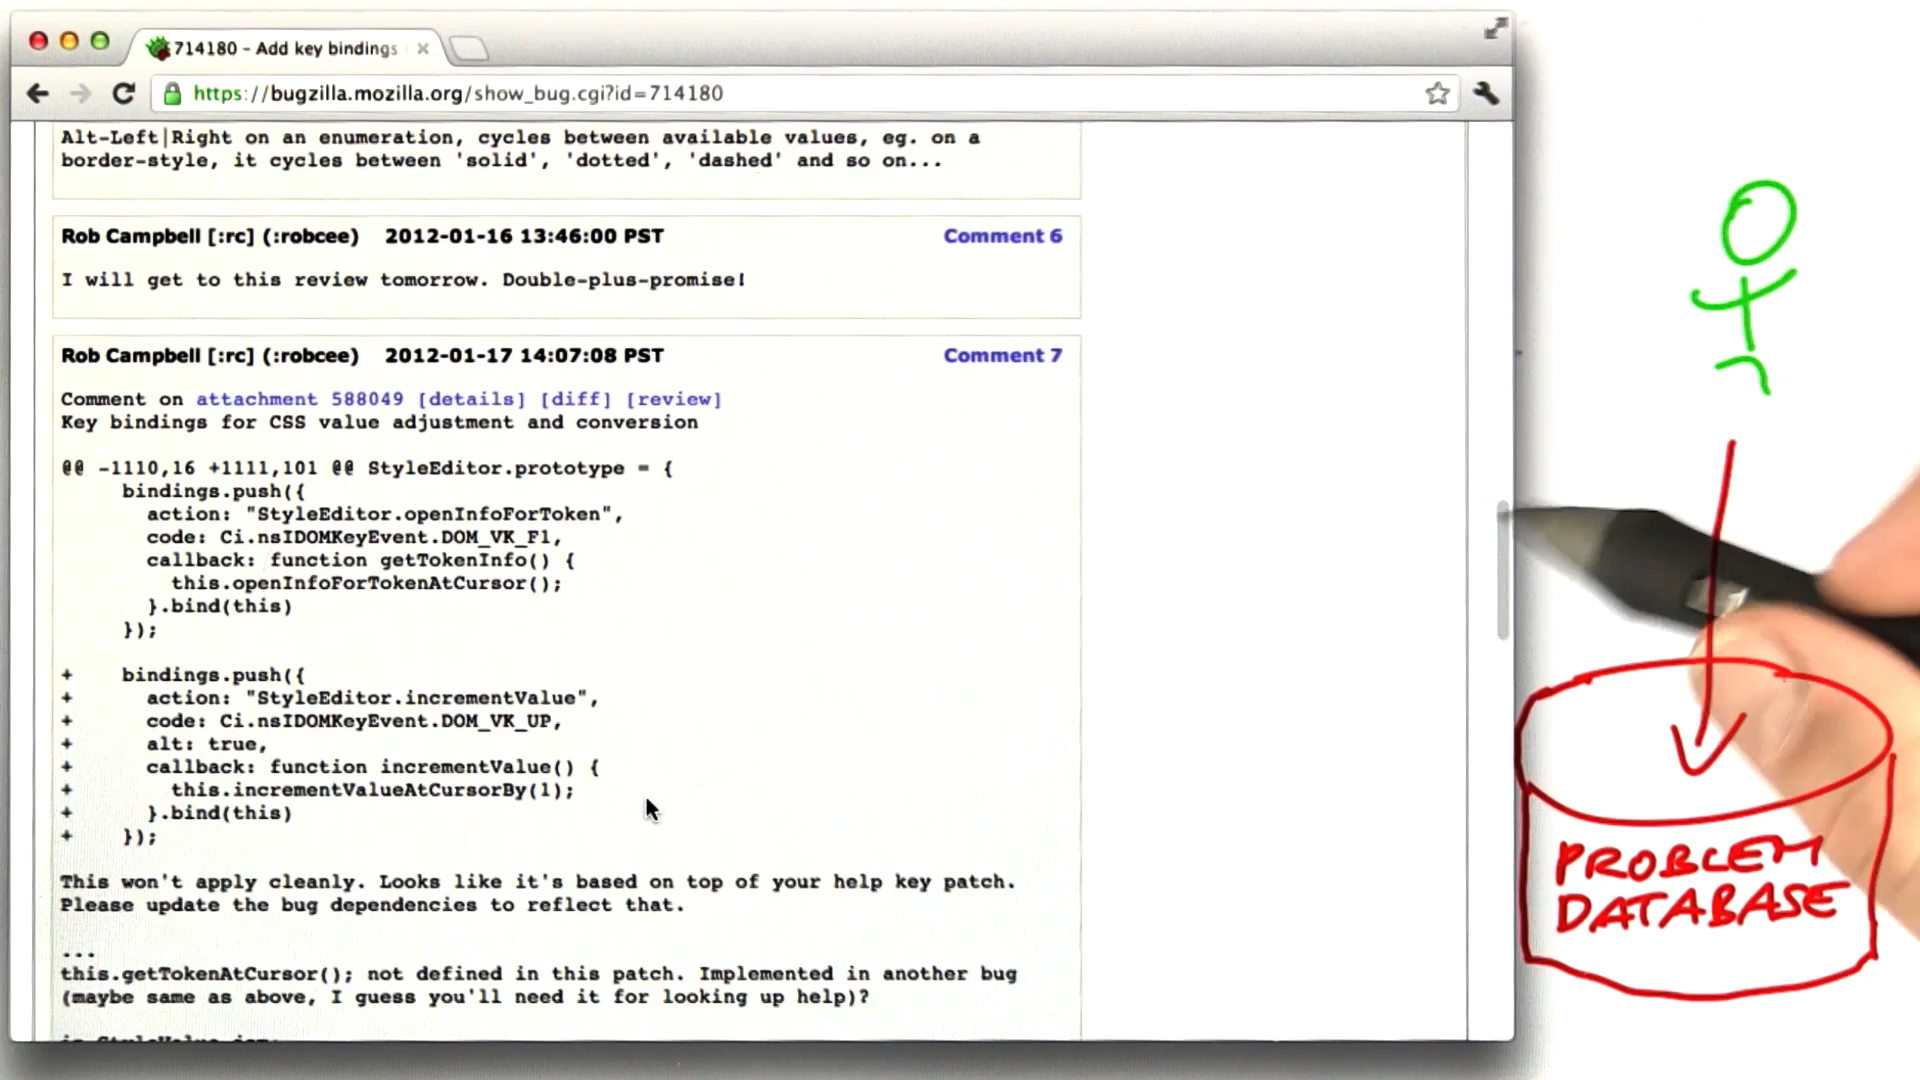 714180 - Add key bindings
https://bugzilla.mozilla.org/show_bug.cgi?id=714180
Alt-Left|Right on an enumeration, cycles between available values, eg. on a
border-style, it cycles between 'solid', 'dotted', 'dashed' and so on...
Rob Campbell [:rc] (:robcee) 2012-01-16 13:46:00 PST Comment 6
I will get to this review tomorrow. Double-plus-promise!
Rob Campbell [:rc] (:robcee) 2012-01-17 14:07:08 PST Comment 7
Comment on attachment 588049 [details] [diff] [review]
Key bindings for CSS value adjustment and conversion
@@ -1110,16 +1111,101 @@ StyleEditor.prototype = {
bindings.push({
action: "StyleEditor.openInfoForToken",
code: Ci.nsIDOMKeyEvent.DOM_VK_F1,
callback: function getTokenInfo() {
this.openInfoForTokenAtCursor();
}.bind(this)
});
+ bindings.push({
+ action: "StyleEditor.incrementValue",
+ code: Ci.nsIDOMKeyEvent.DOM_VK_UP,
+ alt: true,
+ callback: function incrementValue() {
+ this.incrementValueAtCursorBy(1);
+ }.bind(this)
+ });
This won't apply cleanly. Looks like it's based on top of your help key patch.
Please update the bug dependencies to reflect that.
...
this.getTokenAtCursor(); not defined in this patch. Implemented in another bug
(maybe same as above, I guess you'll need it for looking up help)?
PROBLEM
DATABASE